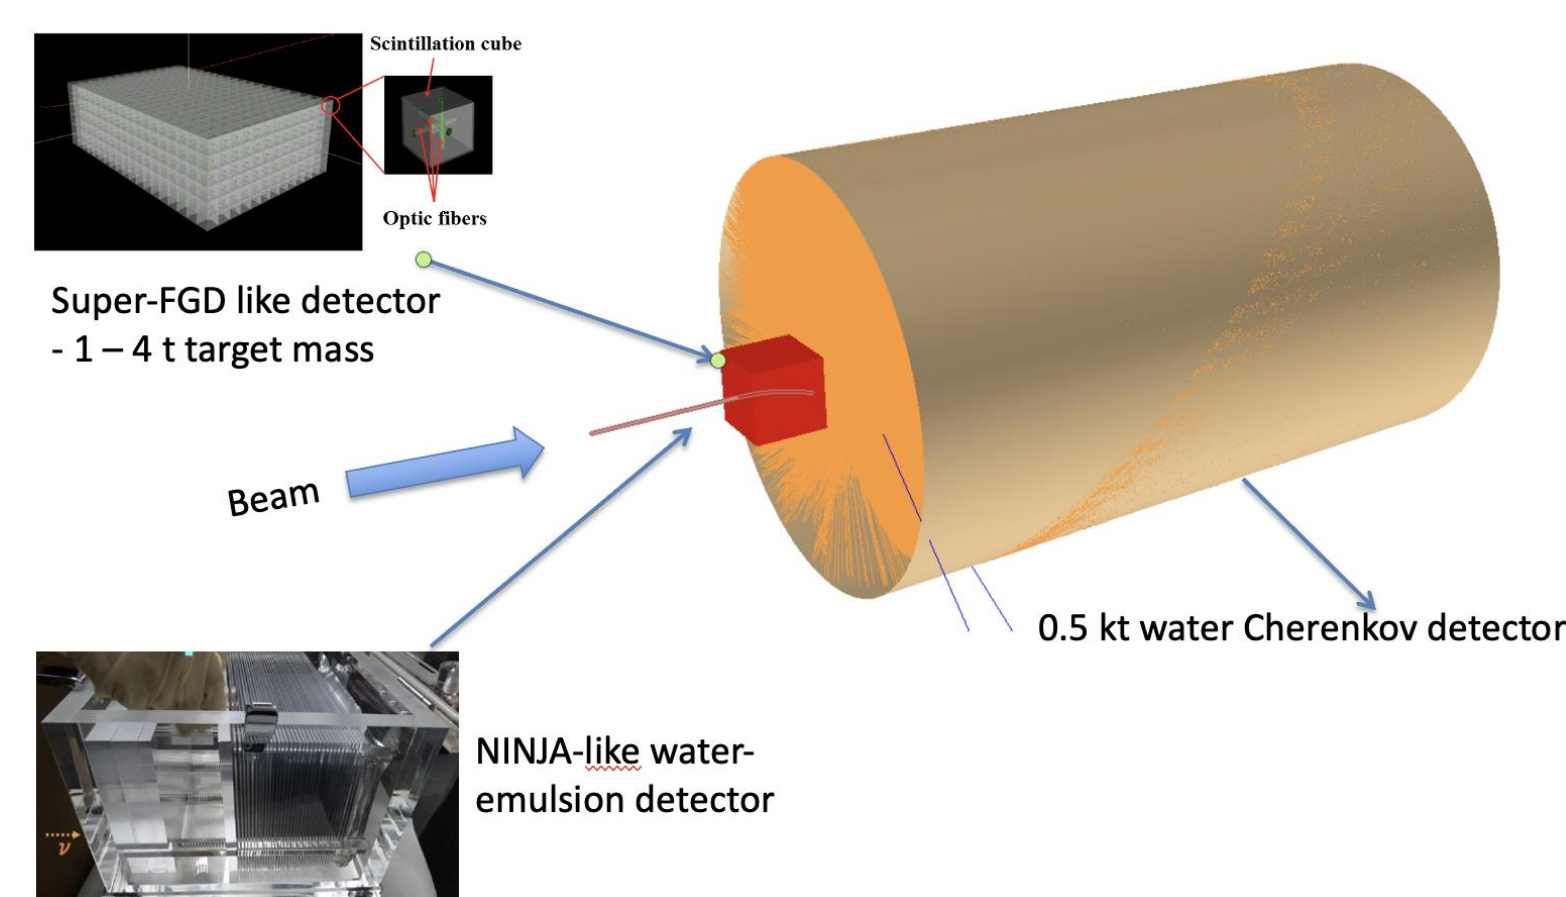 Scintillation cube
Optic fibers
Super-FGD like detector
- 1 – 4 t target mass
Beam
0.5 kt water Cherenkov detector
NINJA-like water-
emulsion detector
ν